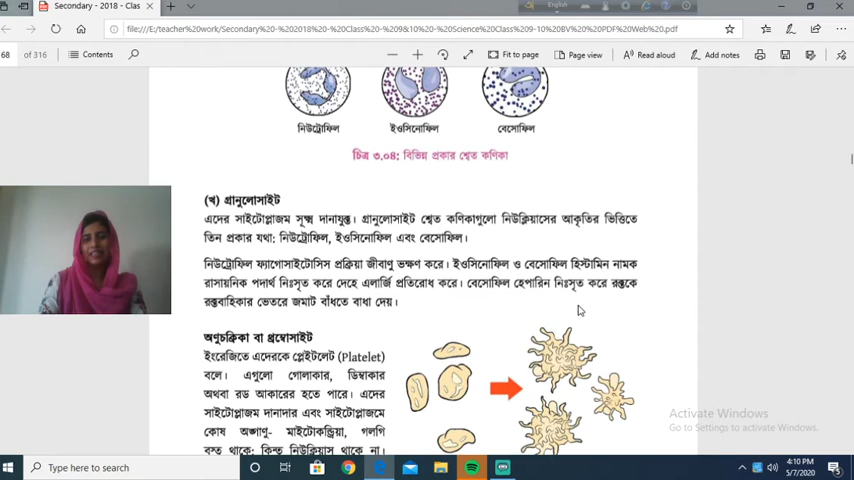 Secondary - 2018 - Clas
English
file:///E:/teacher%20work/Secondary%20-%202018%20-%20Class%20-%209&10%20-%20Science%20Class%209-10%20BV%20%20PDF%20Web%20.pdf
68 of 316 Contents Fit to page Page view Read aloud Add notes
নিউট্রোফিল ইওসিনোফিল বেসোফিল
চিত্র ৩.০৪: বিভিন্ন প্রকার শ্বেত কণিকা
(খ) গ্রানুলোসাইট
এদের সাইটোপ্লাজম সূক্ষ্ম দানাযুক্ত। গ্রানুলোসাইট শ্বেত কণিকাগুলো নিউক্লিয়াসের আকৃতির ভিত্তিতে
তিন প্রকার যথা: নিউট্রোফিল, ইওসিনোফিল এবং বেসোফিল।
নিউট্রোফিল ফ্যাগোসাইটোসিস প্রক্রিয়া জীবাণু ভক্ষণ করে। ইওসিনোফিল ও বেসোফিল হিস্টামিন নামক
রাসায়নিক পদার্থ নিঃসৃত করে দেহে এলার্জি প্রতিরোধ করে। বেসোফিল হেপারিন নিঃসৃত করে রক্তকে
রক্তবাহিকার ভেতরে জমাট বাঁধতে বাধা দেয়।
অণুচক্রিকা বা থ্রম্বোসাইট
ইংরেজিতে এদেরকে প্লেইটলেট (Platelet)
বলে। এগুলো গোলাকার, ডিম্বাকার
অথবা রড আকারের হতে পারে। এদের
সাইটোপ্লাজম দানাদার এবং সাইটোপ্লাজমে
কোষ অঙ্গাণু- মাইটোকন্ড্রিয়া, গলগি
বস্তু থাকে; কিন্তু নিউক্লিয়াস থাকে না।
Activate Windows
Go to Settings to activate Windows.
Type here to search
4:10 PM
5/7/2020